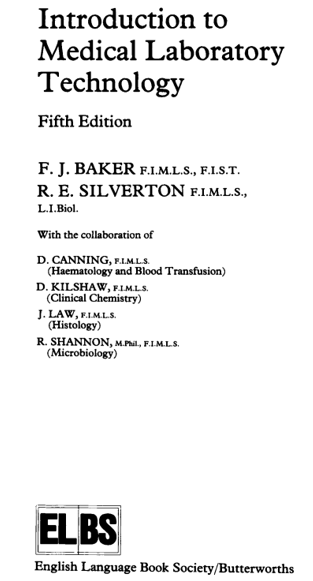 Introduction to
Medical Laboratory
Technology
Fifth Edition
F. J. BAKER F.I.M.L.S., F.I.S.T.
R. E. SILVERTON F.I.M.L.S.,
L.I.Biol.
With the collaboration of
D. CANNING, F.I.M.L.S.
(Haematology and Blood Transfusion)
D. KILSHAW, F.I.M.L.S.
(Clinical Chemistry)
J. LAW, F.I.M.L.S.
(Histology)
R. SHANNON, M.Phil., F.I.M.L.S.
(Microbiology)
ELBS
English Language Book Society/Butterworths